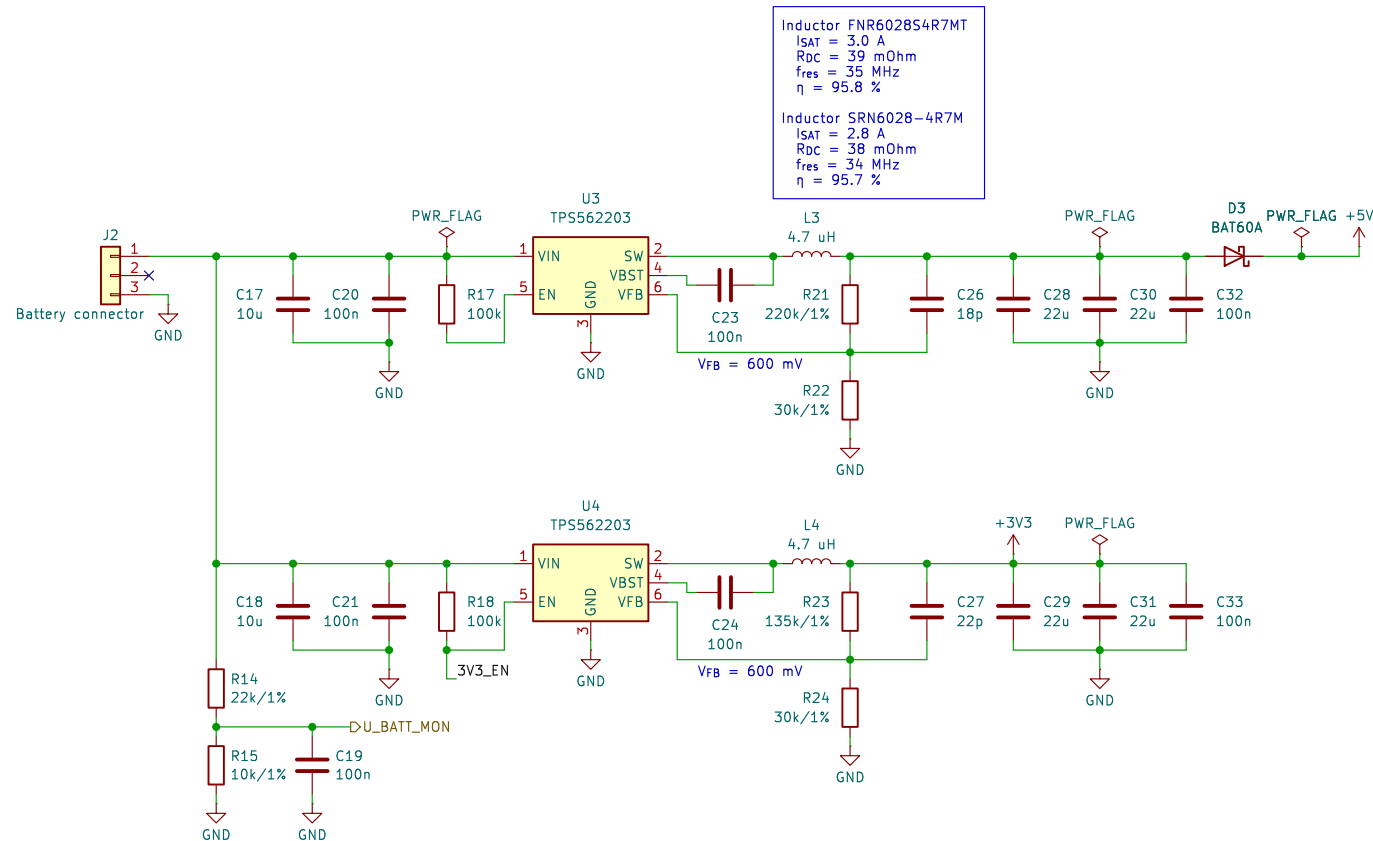 Inductor FNR6028S4R7MT
ISAT = 3.0 A
RDC = 39 mOhm
fres = 35 MHz
η = 95.8 %
Inductor SRN6028-4R7M
ISAT = 2.8 A
RDC = 38 mOhm
fres = 34 MHz
η = 95.7 %
J2
1
2
3
Battery connector
GND
C17
10u
C20
100n
GND
PWR_FLAG
R17
100k
U3
TPS562203
1
VIN
5
EN
GND
3
SW
2
VBST
4
VFB
6
GND
C23
100n
L3
4.7 uH
R21
220k/1%
VFB = 600 mV
R22
30k/1%
GND
C26
18p
C28
22u
PWR_FLAG
C30
22u
C32
100n
GND
D3
BAT60A
PWR_FLAG
+5V
C18
10u
C21
100n
GND
R18
100k
3V3_EN
U4
TPS562203
1
VIN
5
EN
GND
3
SW
2
VBST
4
VFB
6
GND
C24
100n
L4
4.7 uH
R23
135k/1%
VFB = 600 mV
R24
30k/1%
GND
C27
22p
+3V3
C29
22u
PWR_FLAG
C31
22u
C33
100n
GND
R14
22k/1%
U_BATT_MON
R15
10k/1%
C19
100n
GND
GND